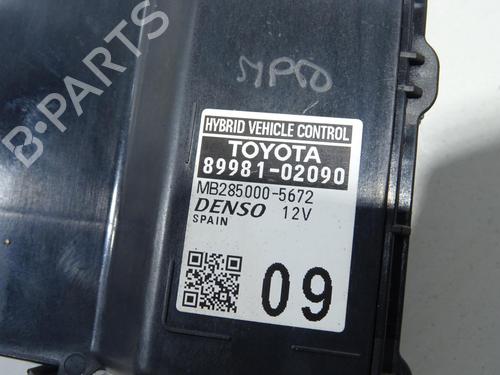 B-PARTS
HYBRID VEHICLE CONTROL
TOYOTA
89981-02090
MB285000-5672
DENSO 12V
SPAIN
09